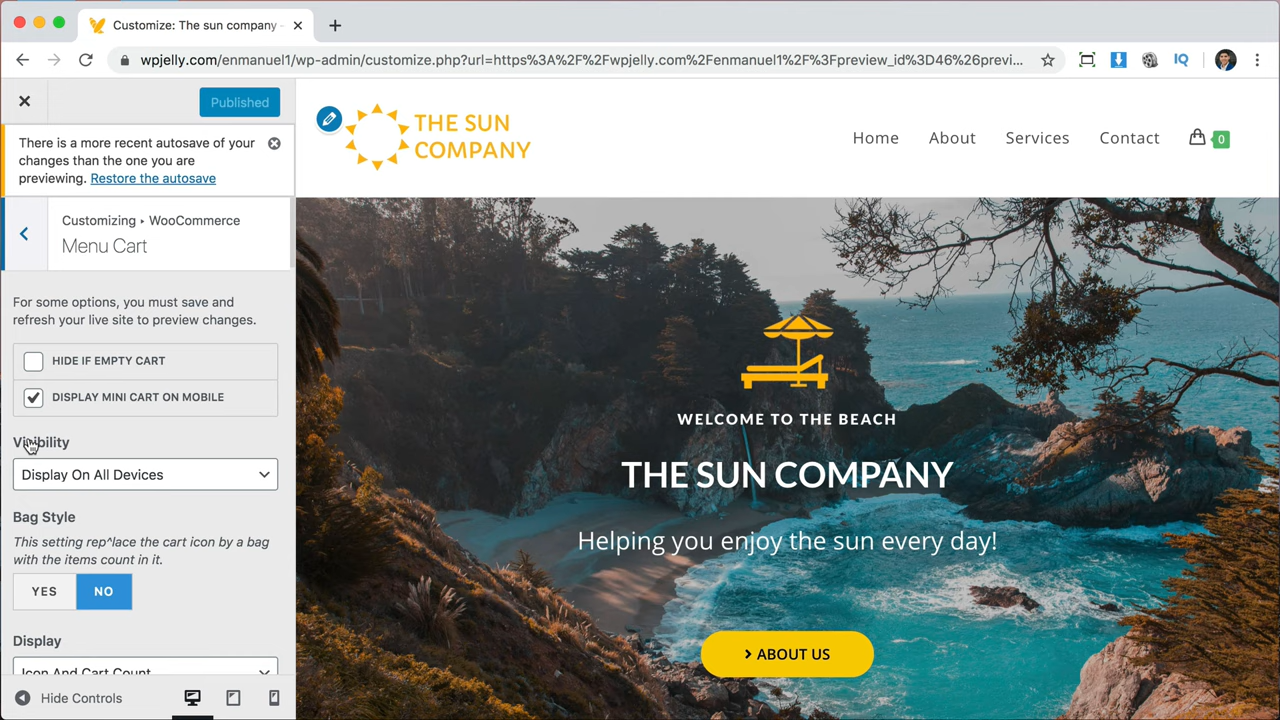 Customize: The sun company -
wpjelly.com/enmanuel1/wp-admin/customize.php?url=https%3A%2F%2Fwpjelly.com%2Fenmanuel1%2F%3Fpreview_id%3D46%26previ...
IQ
Published
There is a more recent autosave of your
changes than the one you are
previewing. Restore the autosave
Customizing ▸ WooCommerce
Menu Cart
For some options, you must save and
refresh your live site to preview changes.
HIDE IF EMPTY CART
DISPLAY MINI CART ON MOBILE
Visibility
Display On All Devices
Bag Style
This setting rep^lace the cart icon by a bag
with the items count in it.
YES NO
Display
Icon And Cart Count
Hide Controls
THE SUN
COMPANY
Home About Services Contact 0
WELCOME TO THE BEACH
THE SUN COMPANY
Helping you enjoy the sun every day!
ABOUT US